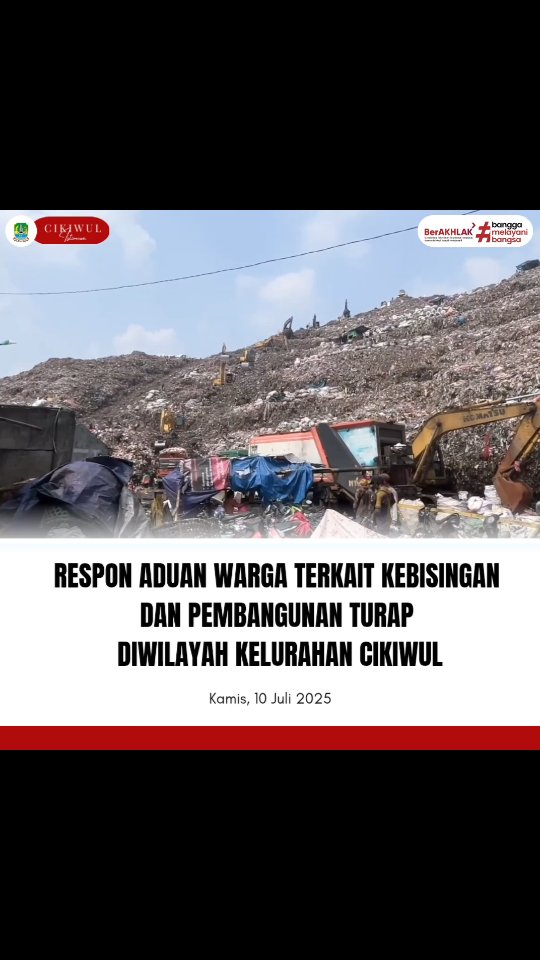 CIKIWUL
BerAKHLAK
#bangga
melayani
bangsa
KOMATSU
RESPON ADUAN WARGA TERKAIT KEBISINGAN
DAN PEMBANGUNAN TURAP
DIWILAYAH KELURAHAN CIKIWUL
Kamis, 10 Juli 2025